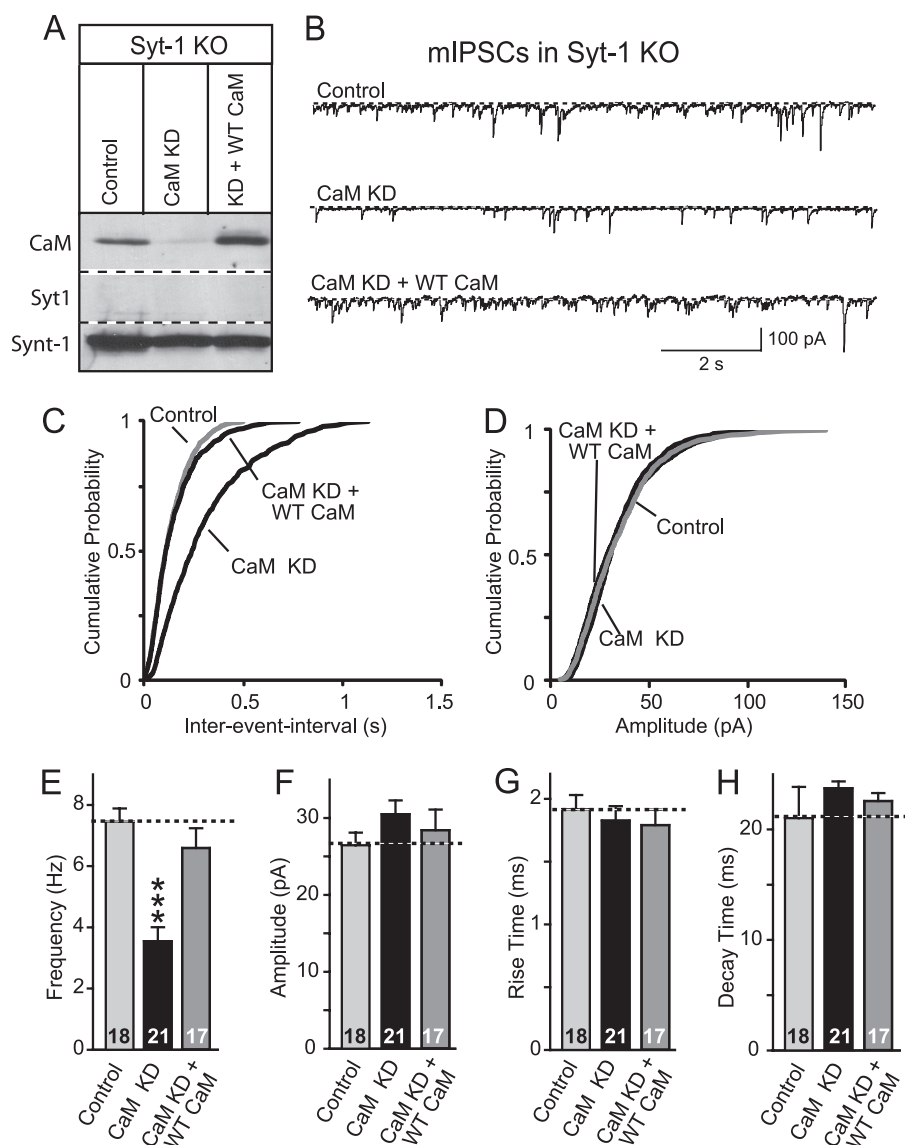 A
Syt-1 KO
Control
CaM KD
KD + WT CaM
CaM
Syt1
Synt-1
B
mIPSCs in Syt-1 KO
Control
CaM KD
CaM KD + WT CaM
100 pA
2 s
C
Cumulative Probability
1
0.5
0
0
0.5
1
1.5
Inter-event-interval (s)
Control
CaM KD +
WT CaM
CaM KD
D
Cumulative Probability
1
0.5
0
0
50
100
150
Amplitude (pA)
CaM KD +
WT CaM
Control
CaM KD
E
Frequency (Hz)
8
6
4
2
0
***
18
21
17
Control
CaM KD
CaM KD +
WT CaM
F
Amplitude (pA)
30
20
10
0
18
21
17
Control
CaM KD
CaM KD +
WT CaM
G
Rise Time (ms)
2
1
0
18
21
17
Control
CaM KD
CaM KD +
WT CaM
H
Decay Time (ms)
20
10
0
18
21
17
Control
CaM KD
CaM KD +
WT CaM